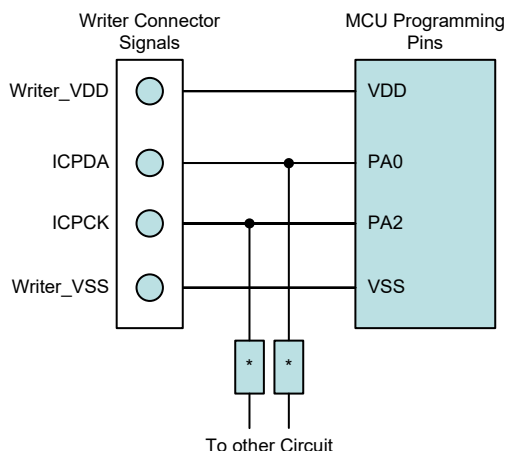 Writer Connector
Signals
MCU Programming
Pins
Writer_VDD
VDD
ICPDA
PA0
ICPCK
PA2
Writer_VSS
VSS
*
*
To other Circuit